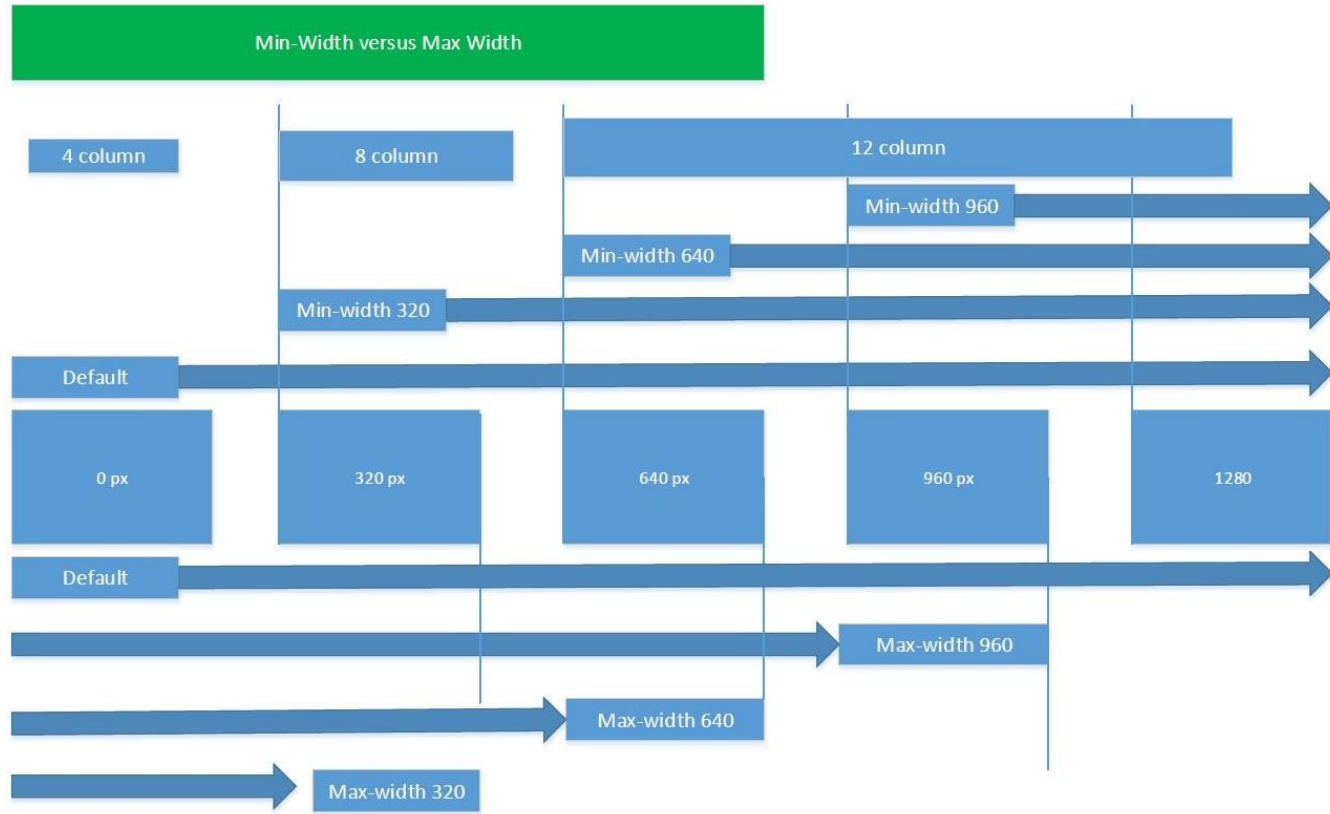 Min-Width versus Max Width
4 column
8 column
12 column
Min-width 960
Min-width 640
Min-width 320
Default
0 px
320 px
640 px
960 px
1280
Default
Max-width 960
Max-width 640
Max-width 320